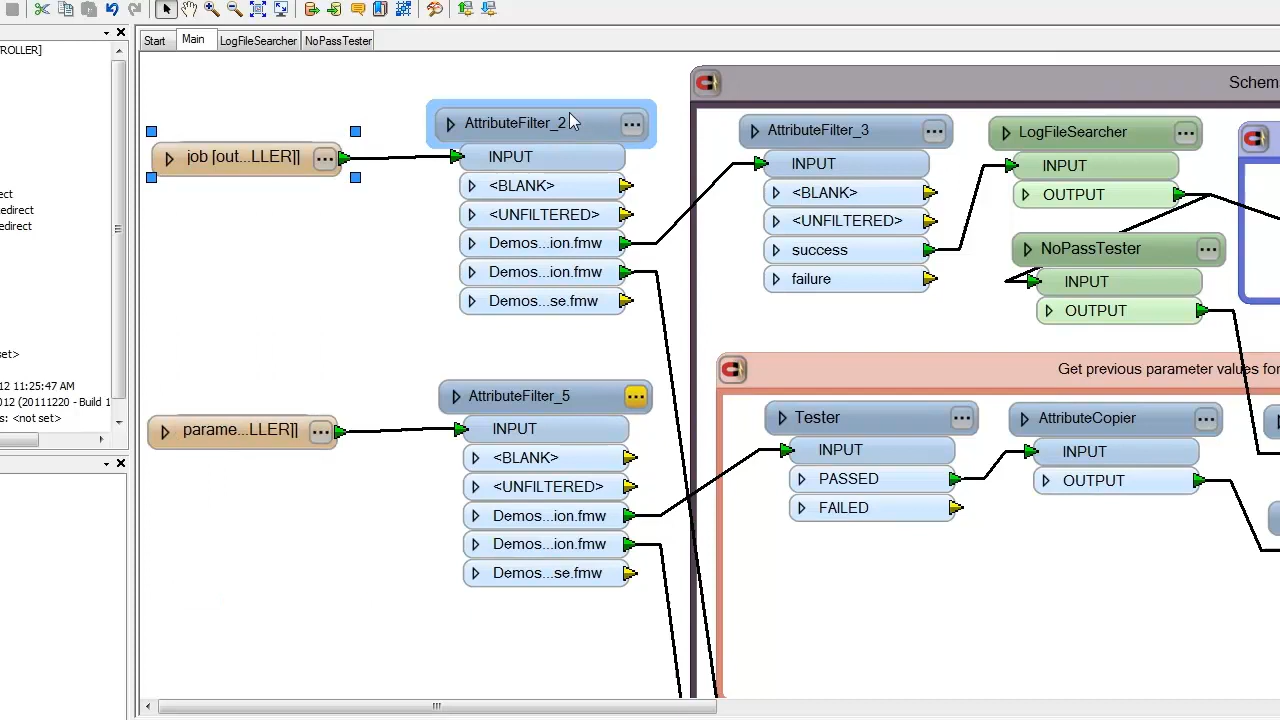 Start
Main
LogFileSearcher
NoPassTester
ROLLER]
ect
edirect
edirect
set>
12 11:25:47 AM
012 (20111220 - Build 1
s: <not set>
job [out...LLER]]
AttributeFilter_2
INPUT
<BLANK>
<UNFILTERED>
Demos...ion.fmw
Demos...ion.fmw
Demos...se.fmw
parame...LLER]]
AttributeFilter_5
INPUT
<BLANK>
<UNFILTERED>
Demos...ion.fmw
Demos...ion.fmw
Demos...se.fmw
Schem
AttributeFilter_3
INPUT
<BLANK>
<UNFILTERED>
success
failure
LogFileSearcher
INPUT
OUTPUT
NoPassTester
INPUT
OUTPUT
Get previous parameter values for
Tester
INPUT
PASSED
FAILED
AttributeCopier
INPUT
OUTPUT